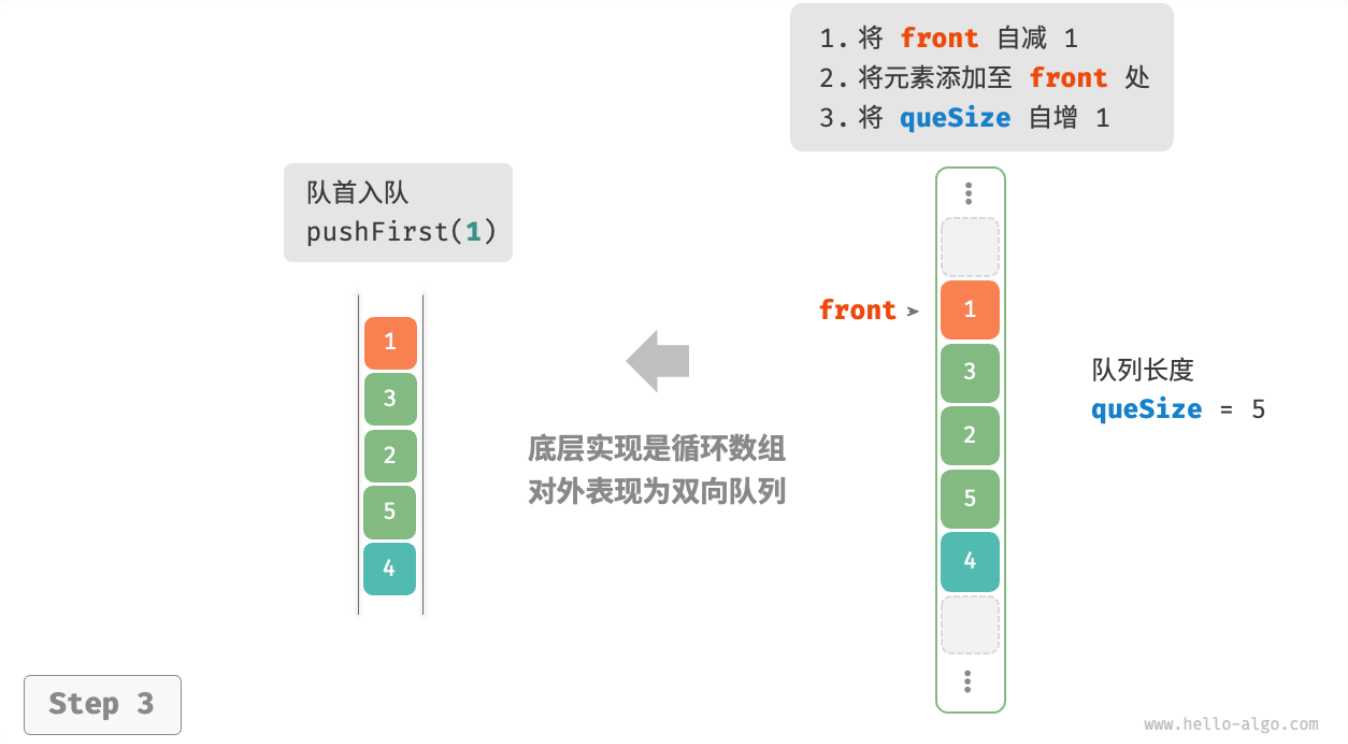 1. 将 front 自减 1
2. 将元素添加至 front 处
3. 将 queSize 自增 1
队首入队
pushFirst(1)
1
3
2
5
4
底层实现是循环数组
对外表现为双向队列
front
1
3
2
5
4
队列长度
queSize = 5
Step 3
www.hello-algo.com